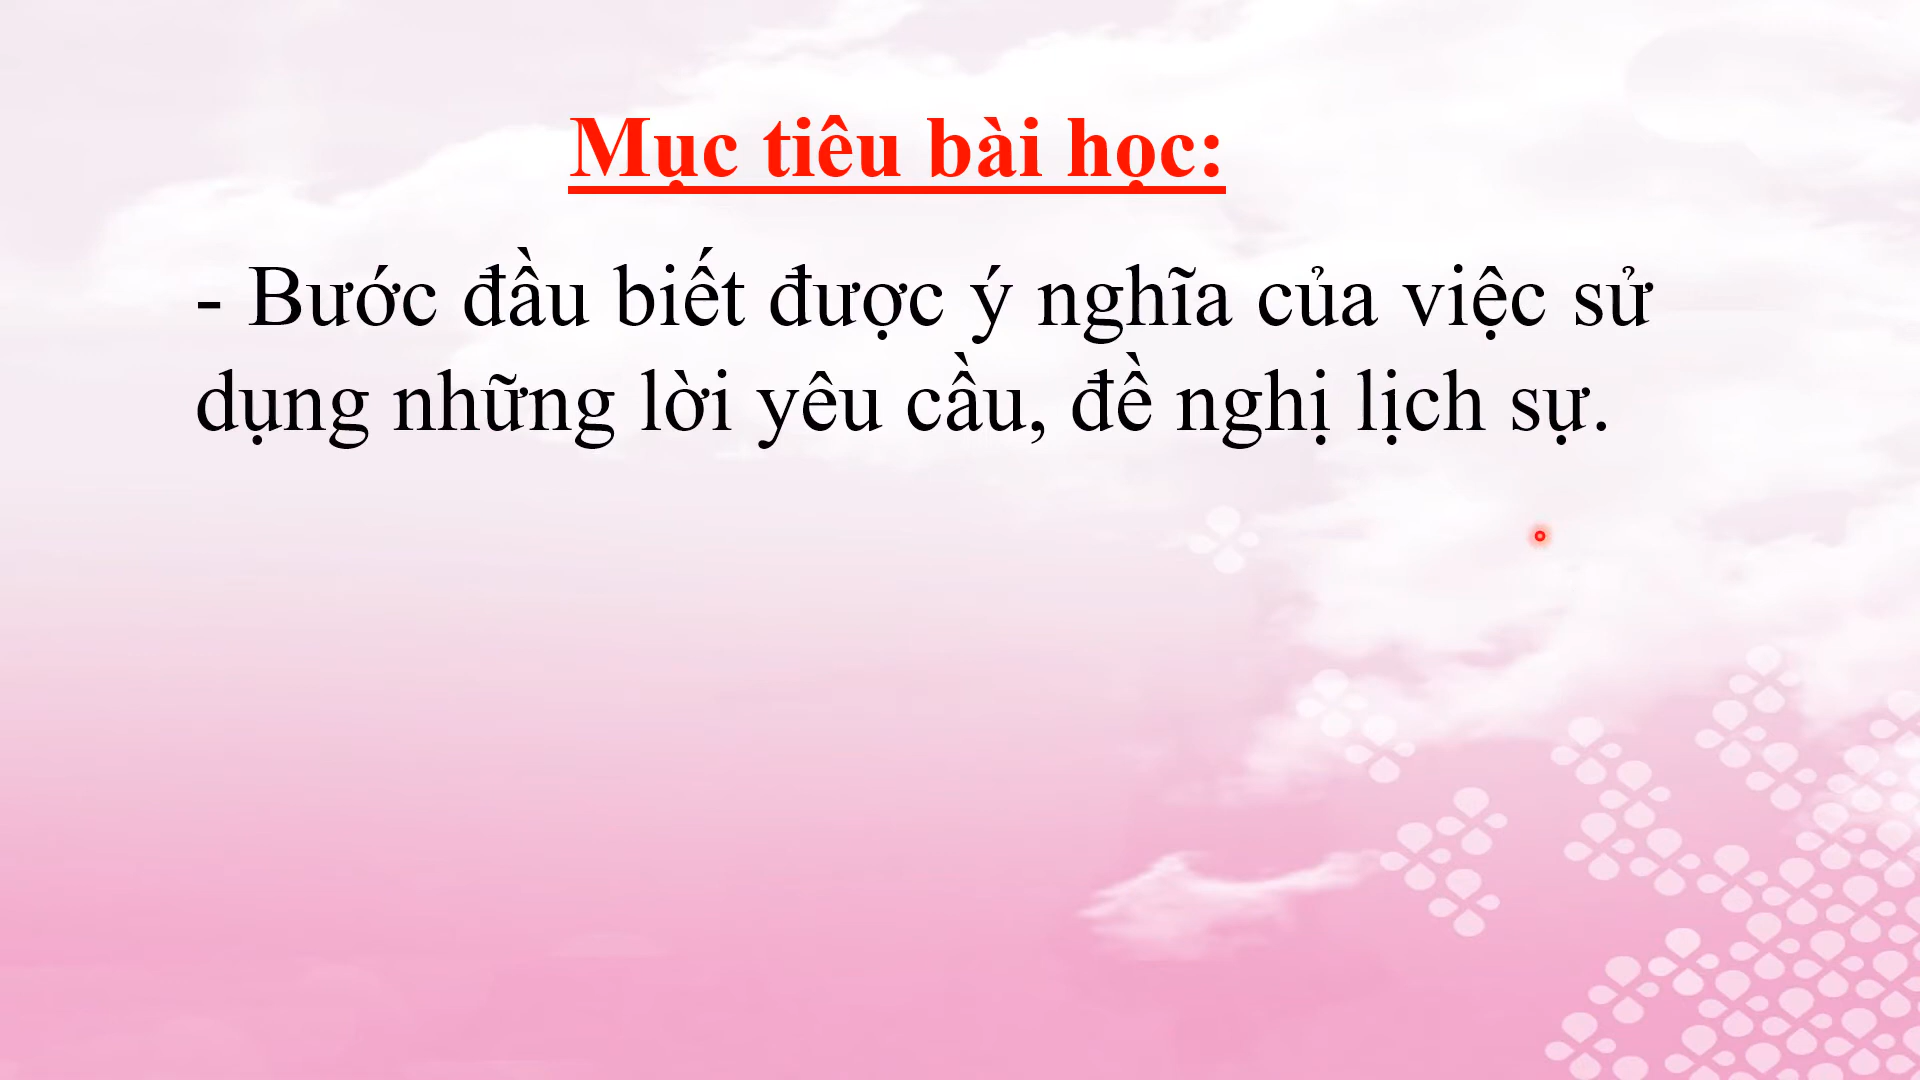 Mục tiêu bài học:
- Bước đầu biết được ý nghĩa của việc sử
dụng những lời yêu cầu, đề nghị lịch sự.